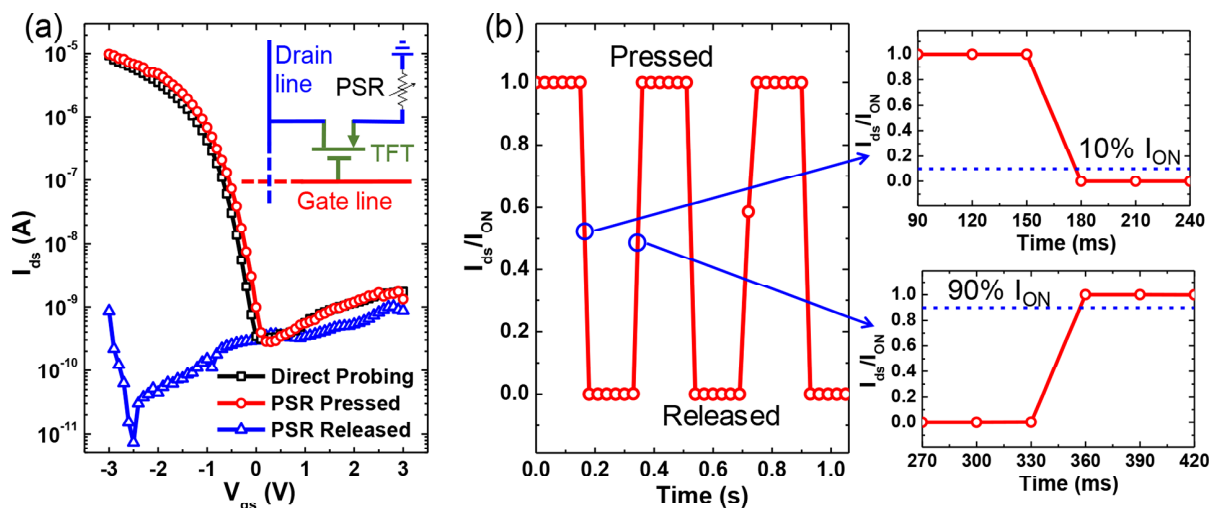 (a)
I_ds (A)
10^-5
10^-6
10^-7
10^-8
10^-9
10^-10
10^-11
Drain
line
PSR
TFT
Gate line
Direct Probing
PSR Pressed
PSR Released
-3 -2 -1 0 1 2 3
V_gs (V)
(b)
I_ds/I_ON
1.0
0.8
0.6
0.4
0.2
0.0
Pressed
Released
0.0 0.2 0.4 0.6 0.8 1.0
Time (s)
I_ds/I_ON
1.0
0.8
0.6
0.4
0.2
0.0
10% I_ON
90 120 150 180 210 240
Time (ms)
I_ds/I_ON
1.0
0.8
0.6
0.4
0.2
0.0
90% I_ON
270 300 330 360 390 420
Time (ms)